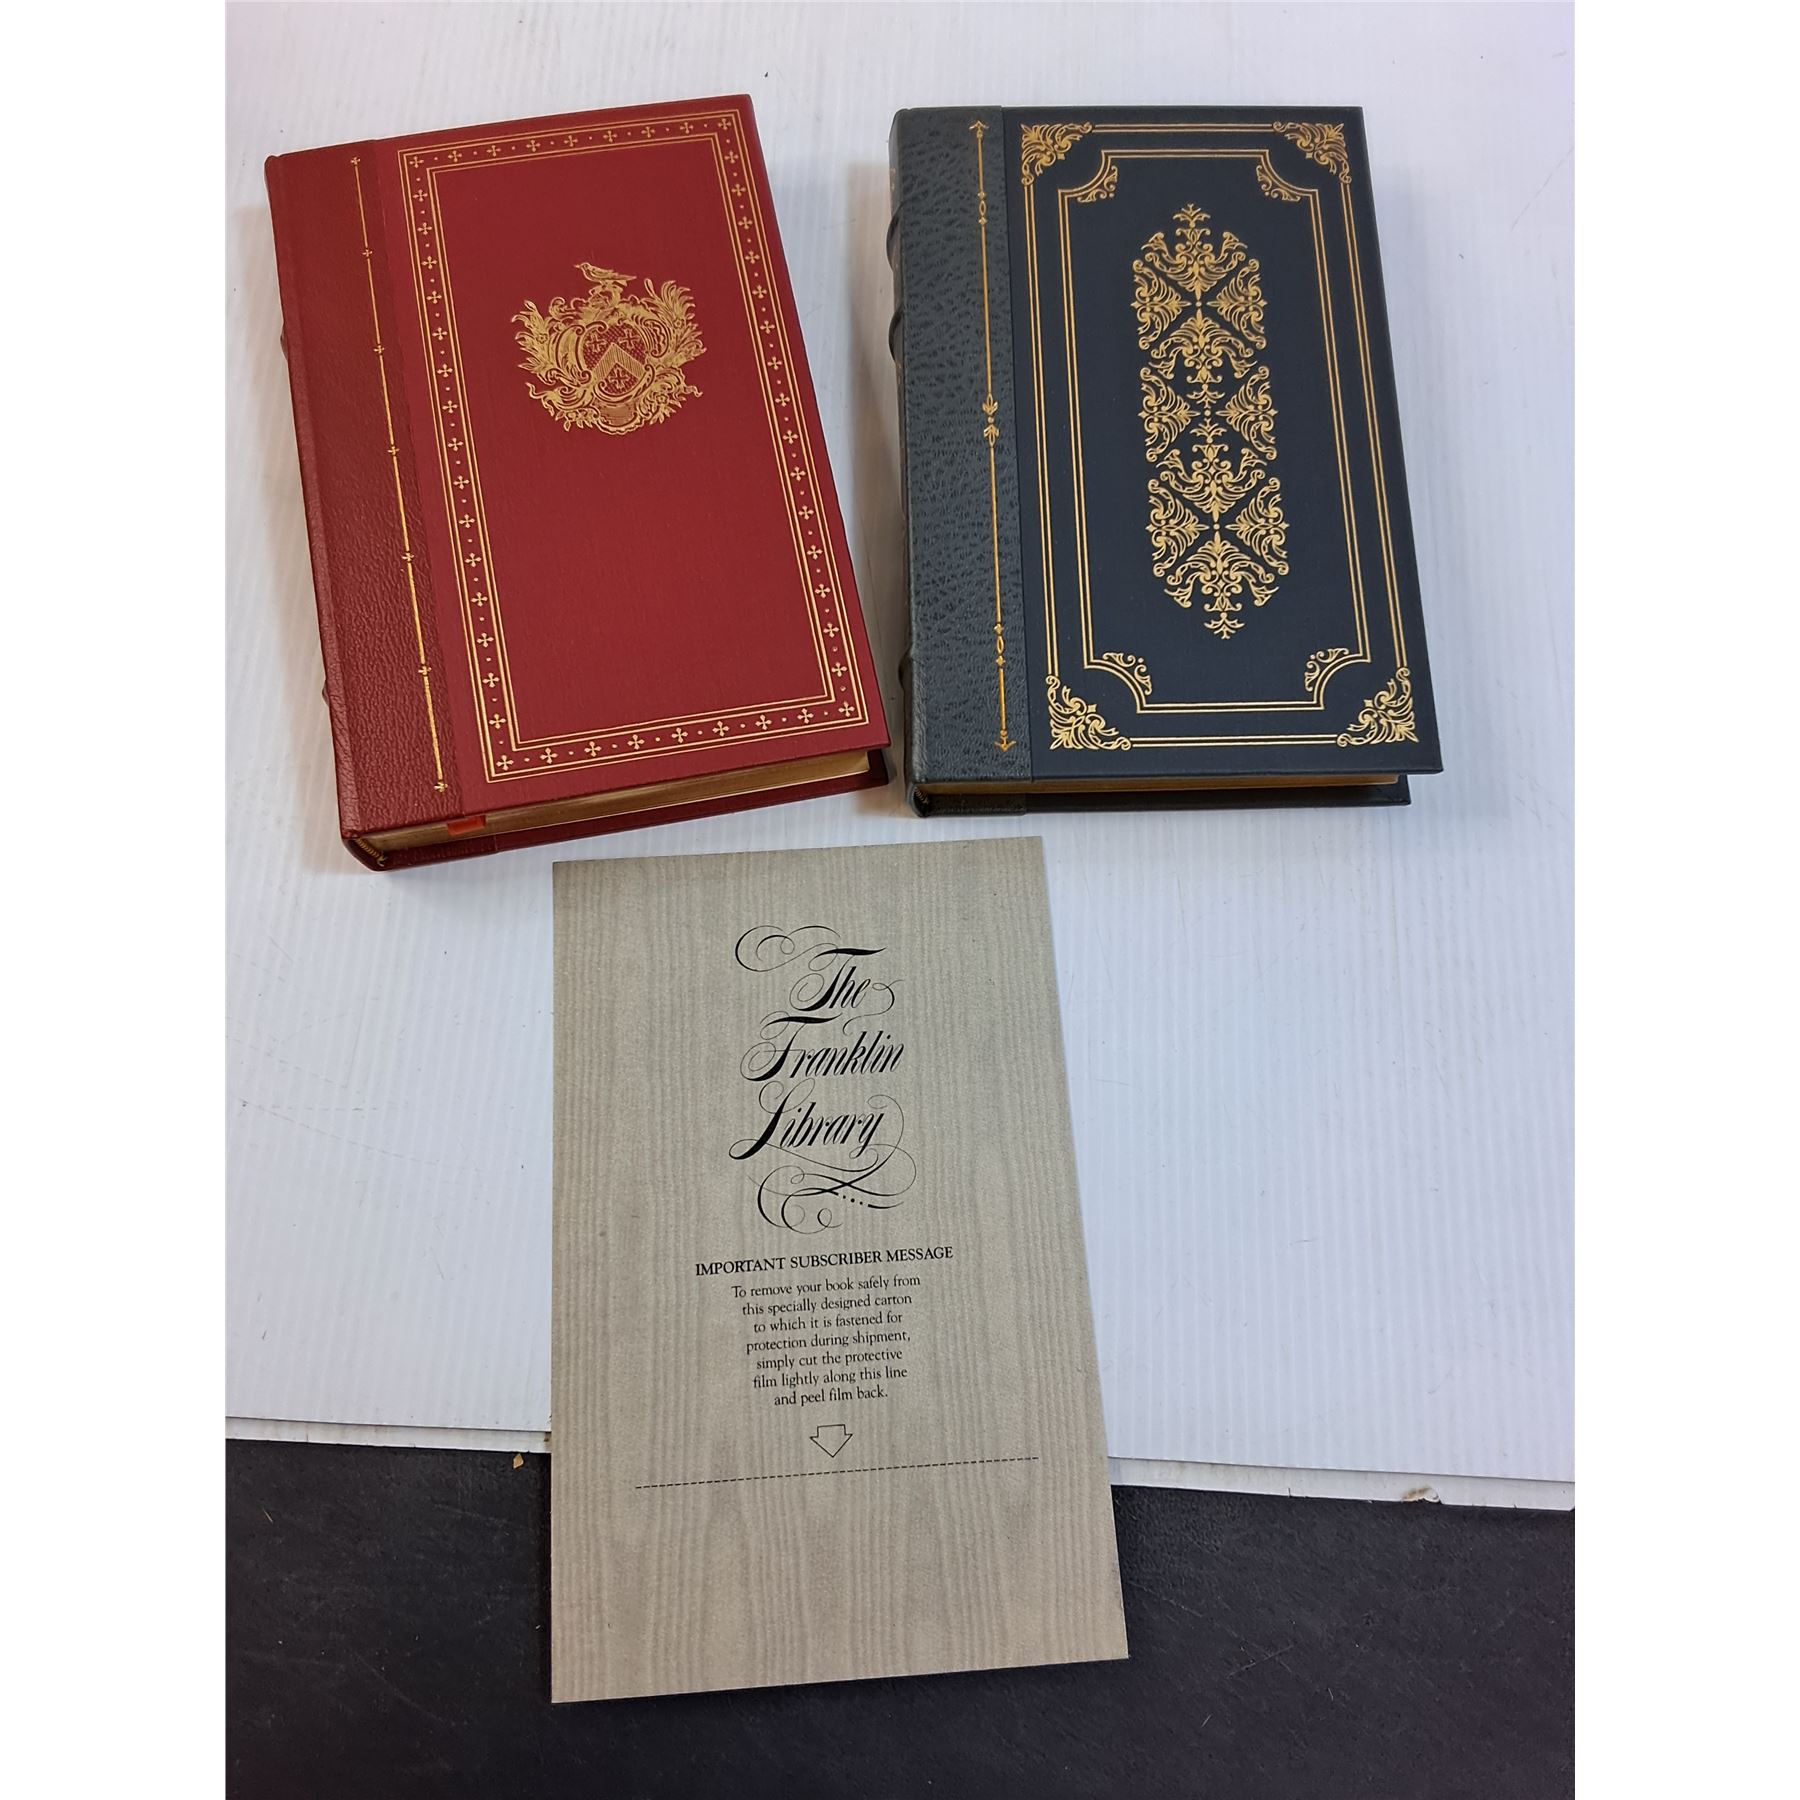 The
Franklin
Library
IMPORTANT SUBSCRIBER MESSAGE
To remove your book safely from
this specially designed carton
to which it is fastened for
protection during shipment,
simply cut the protective
film lightly along this line
and peel film back.